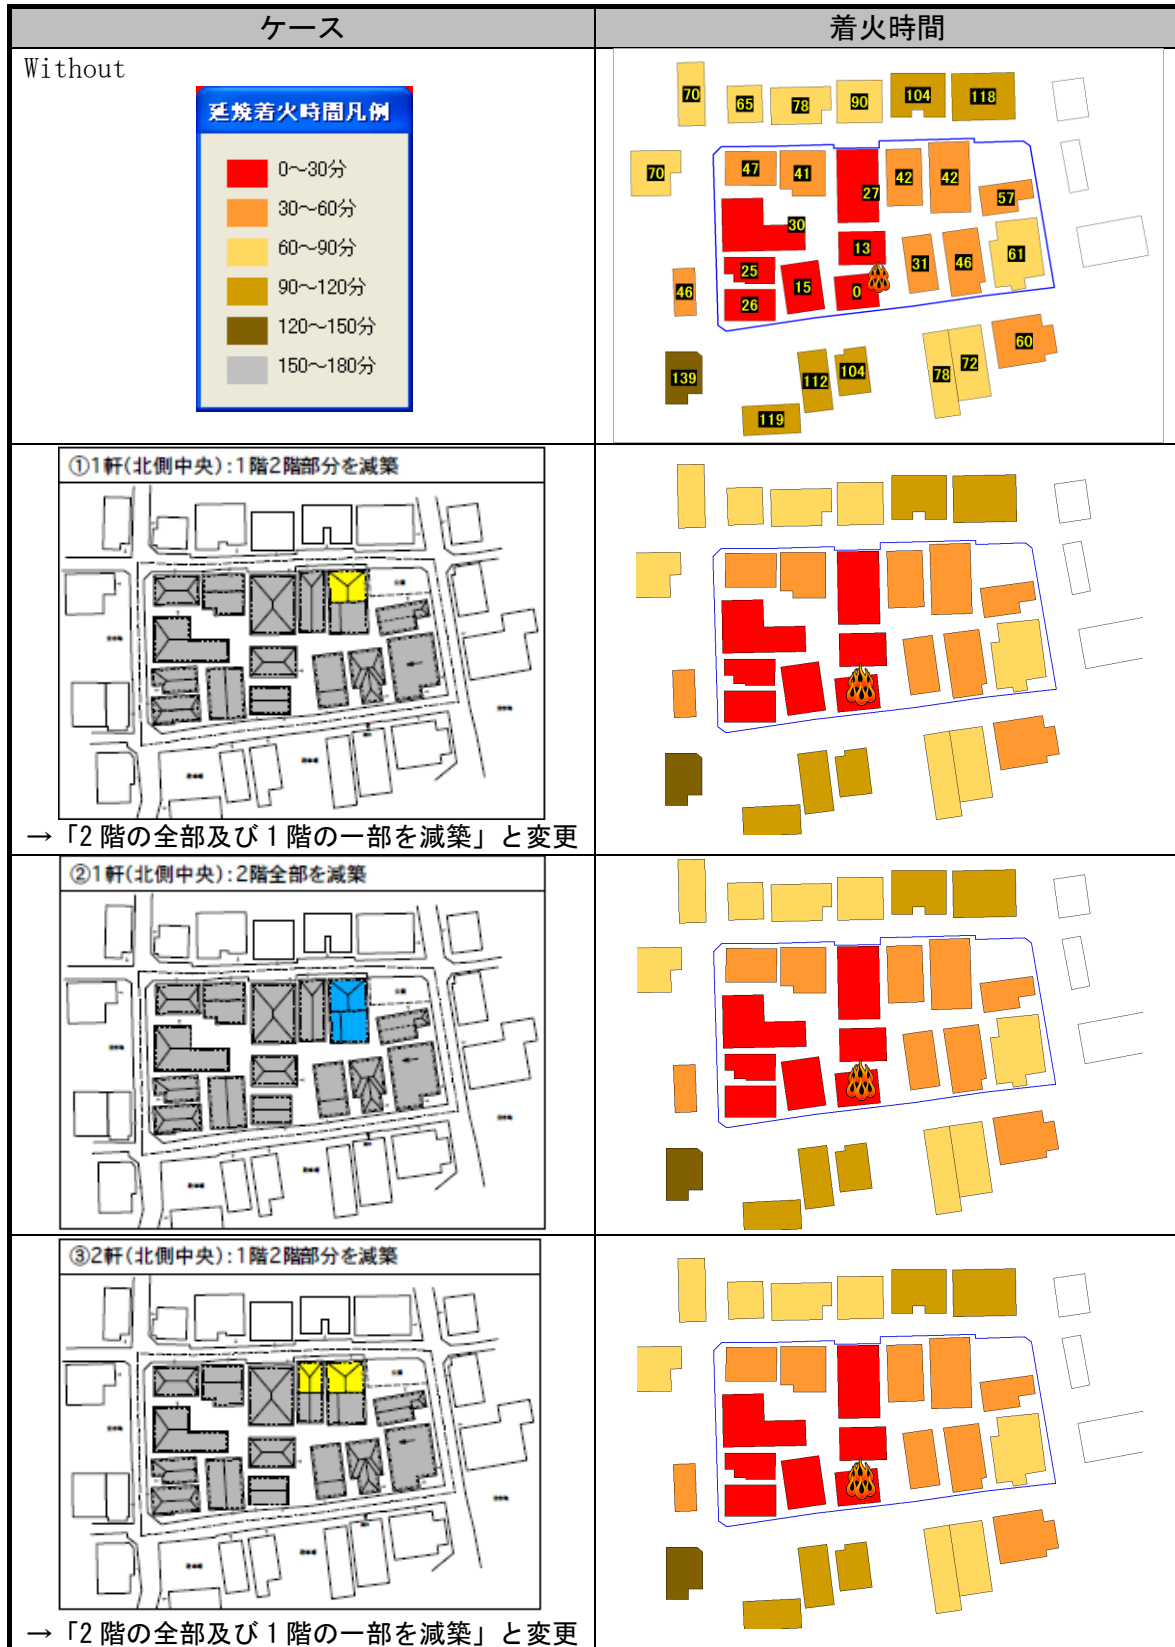 ケース
着火時間
Without
延焼着火時間凡例
0～30分
30～60分
60～90分
90～120分
120～150分
150～180分
70
65
78
90
104
118
70
47
41
27
42
42
57
30
13
31
46
61
25
15
0
46
26
139
112
104
78
72
60
119
①1軒(北側中央):1階2階部分を減築
→「2階の全部及び1階の一部を減築」と変更
②1軒(北側中央):2階全部を減築
③2軒(北側中央):1階2階部分を減築
→「2階の全部及び1階の一部を減築」と変更